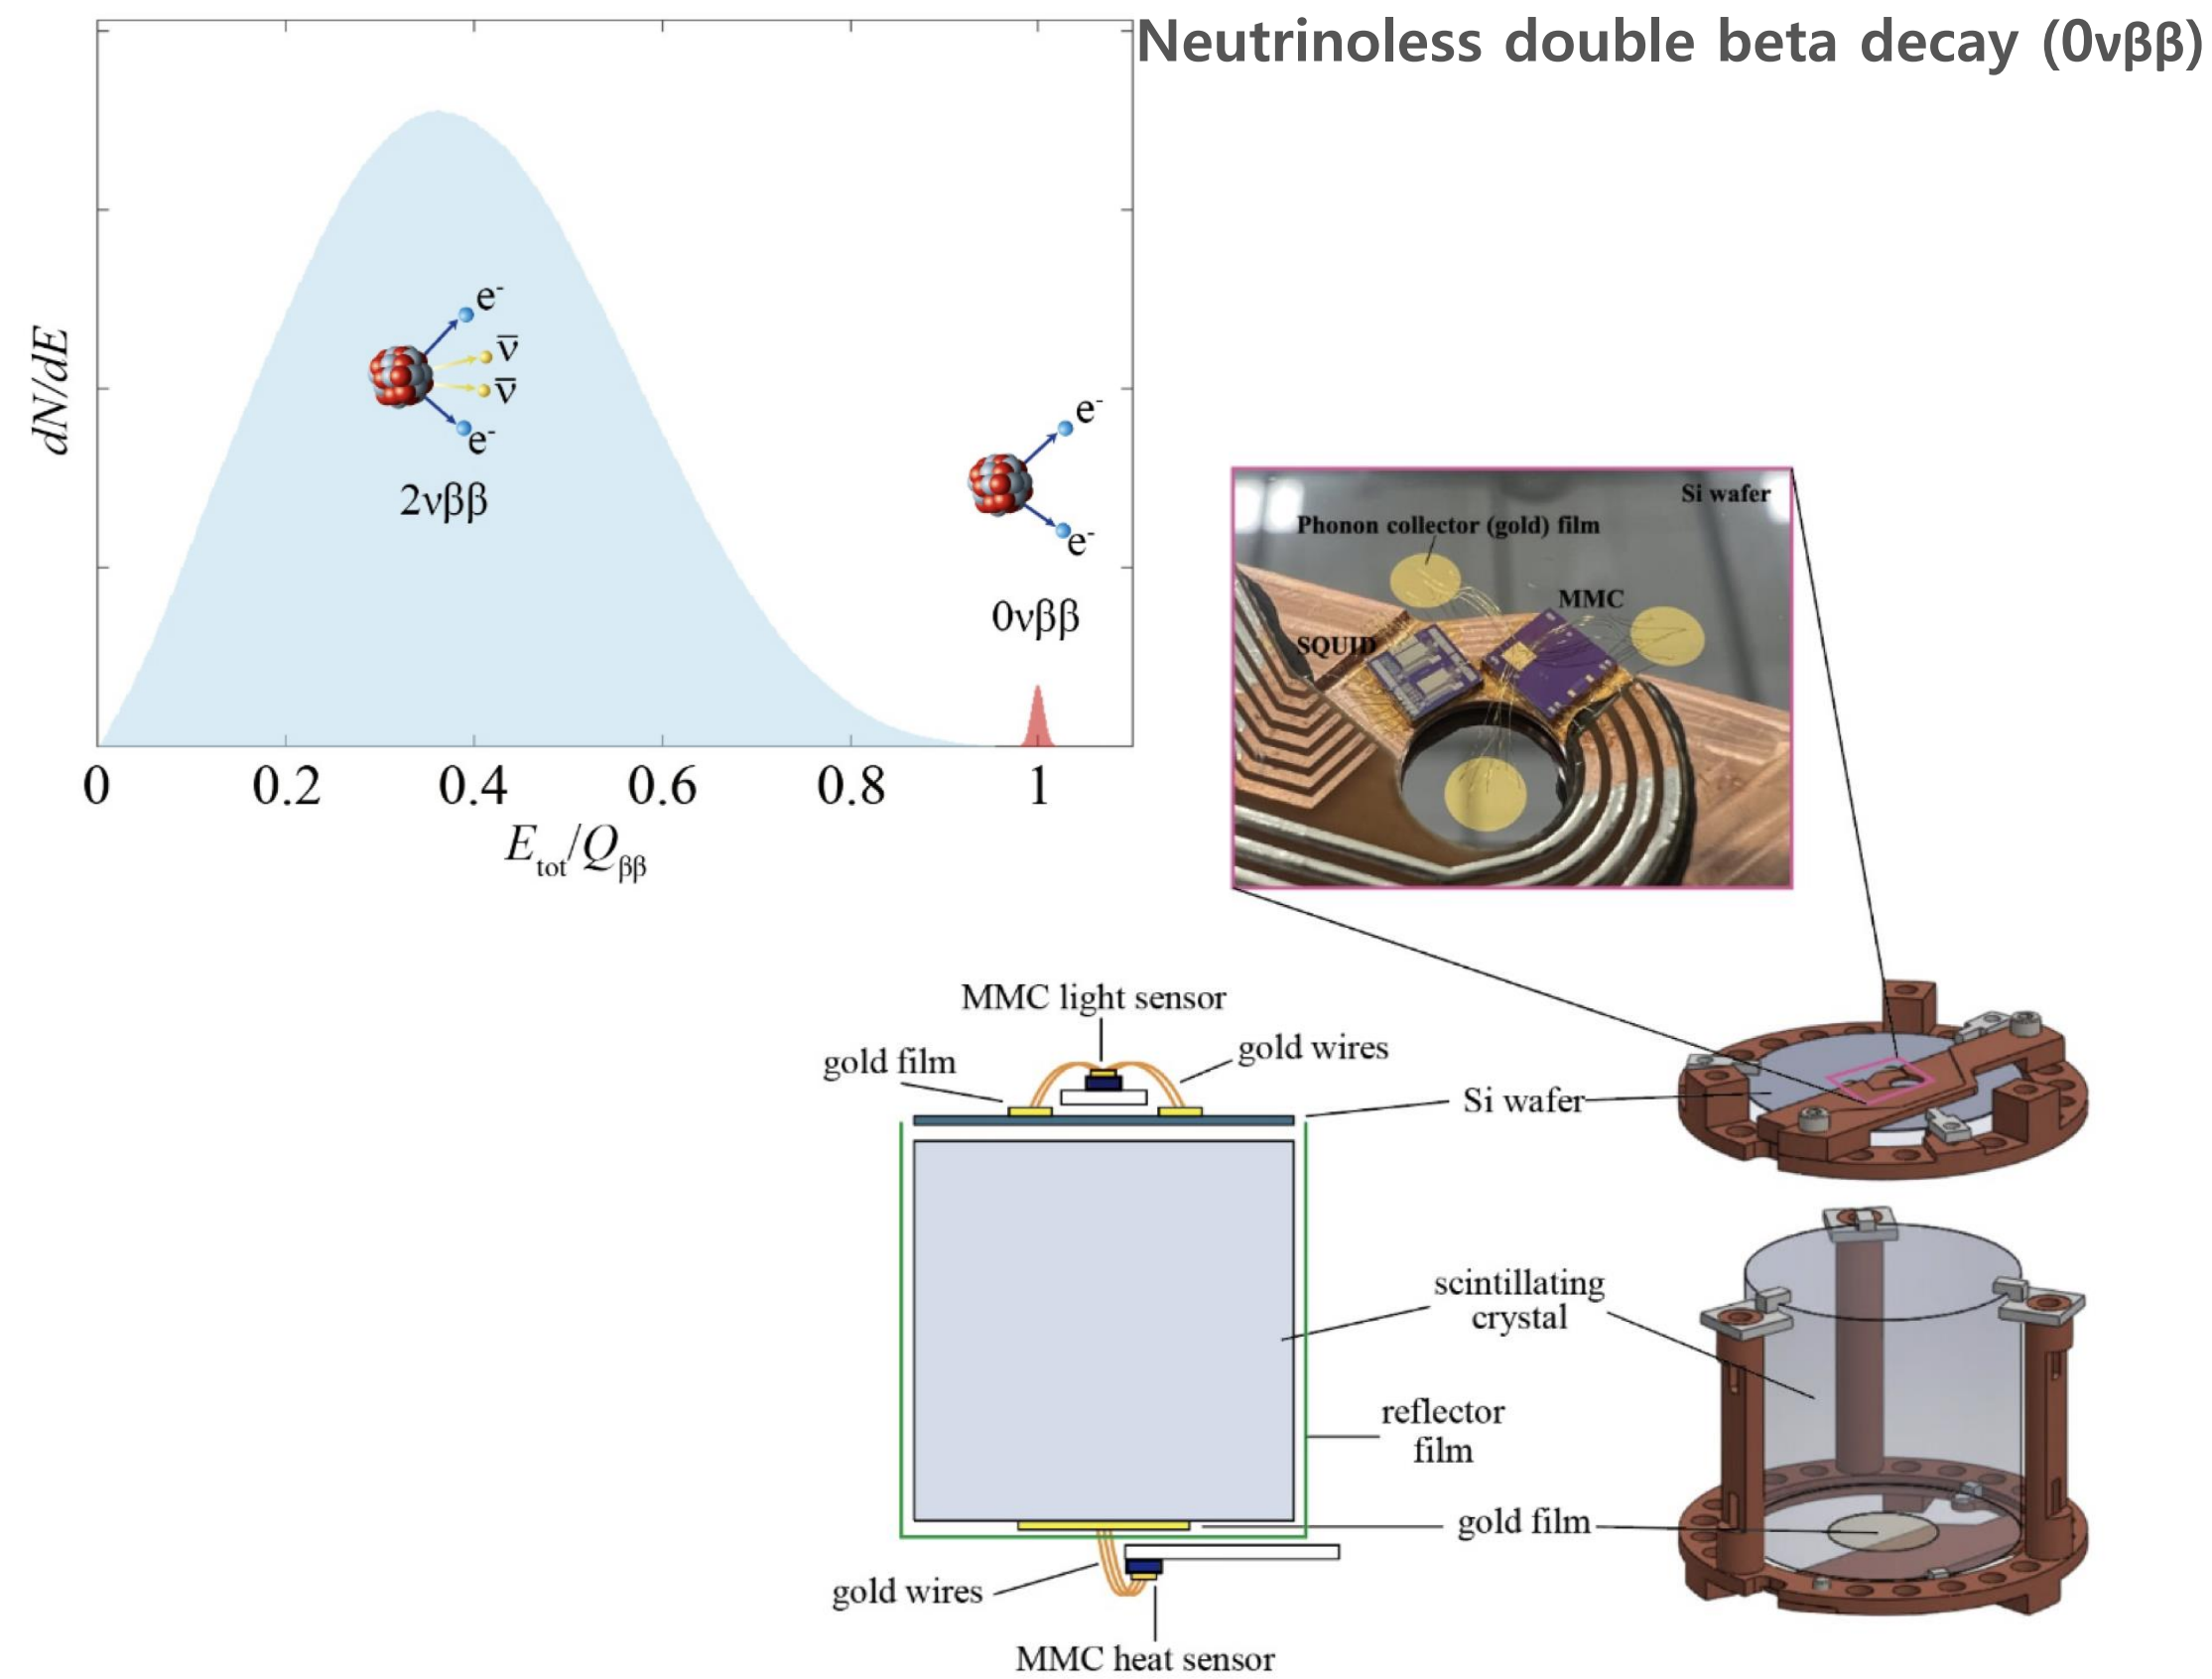 Neutrinoless double beta decay (0νββ)
dN/dE
e-
ν̅
ν̅
e-
2νββ
e-
e-
0νββ
0 0.2 0.4 0.6 0.8 1
Etot/Qββ
Si wafer
Phonon collector (gold) film
MMC
SQUID
MMC light sensor
gold film
gold wires
Si wafer
scintillating
crystal
reflector
film
gold film
gold wires
MMC heat sensor